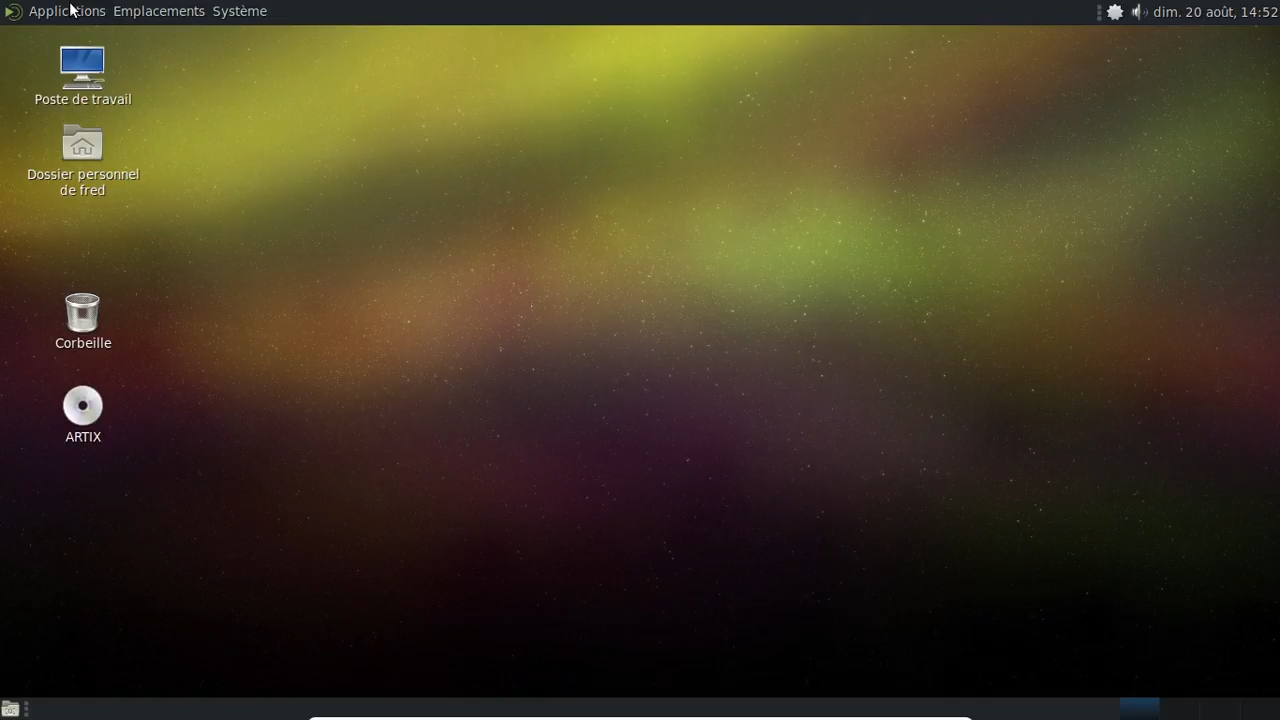 Applications Emplacements Système dim. 20 août, 14:52
Poste de travail
Dossier personnel
de fred
Corbeille
ARTIX